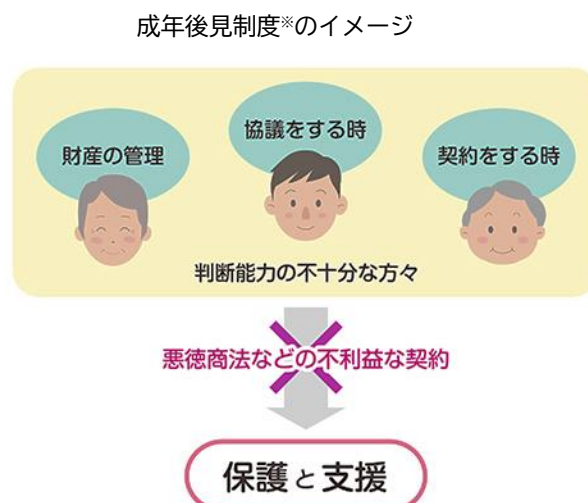 成年後見制度※のイメージ
財産の管理
協議をする時
契約をする時
判断能力の不十分な方々
悪徳商法などの不利益な契約
保護と支援